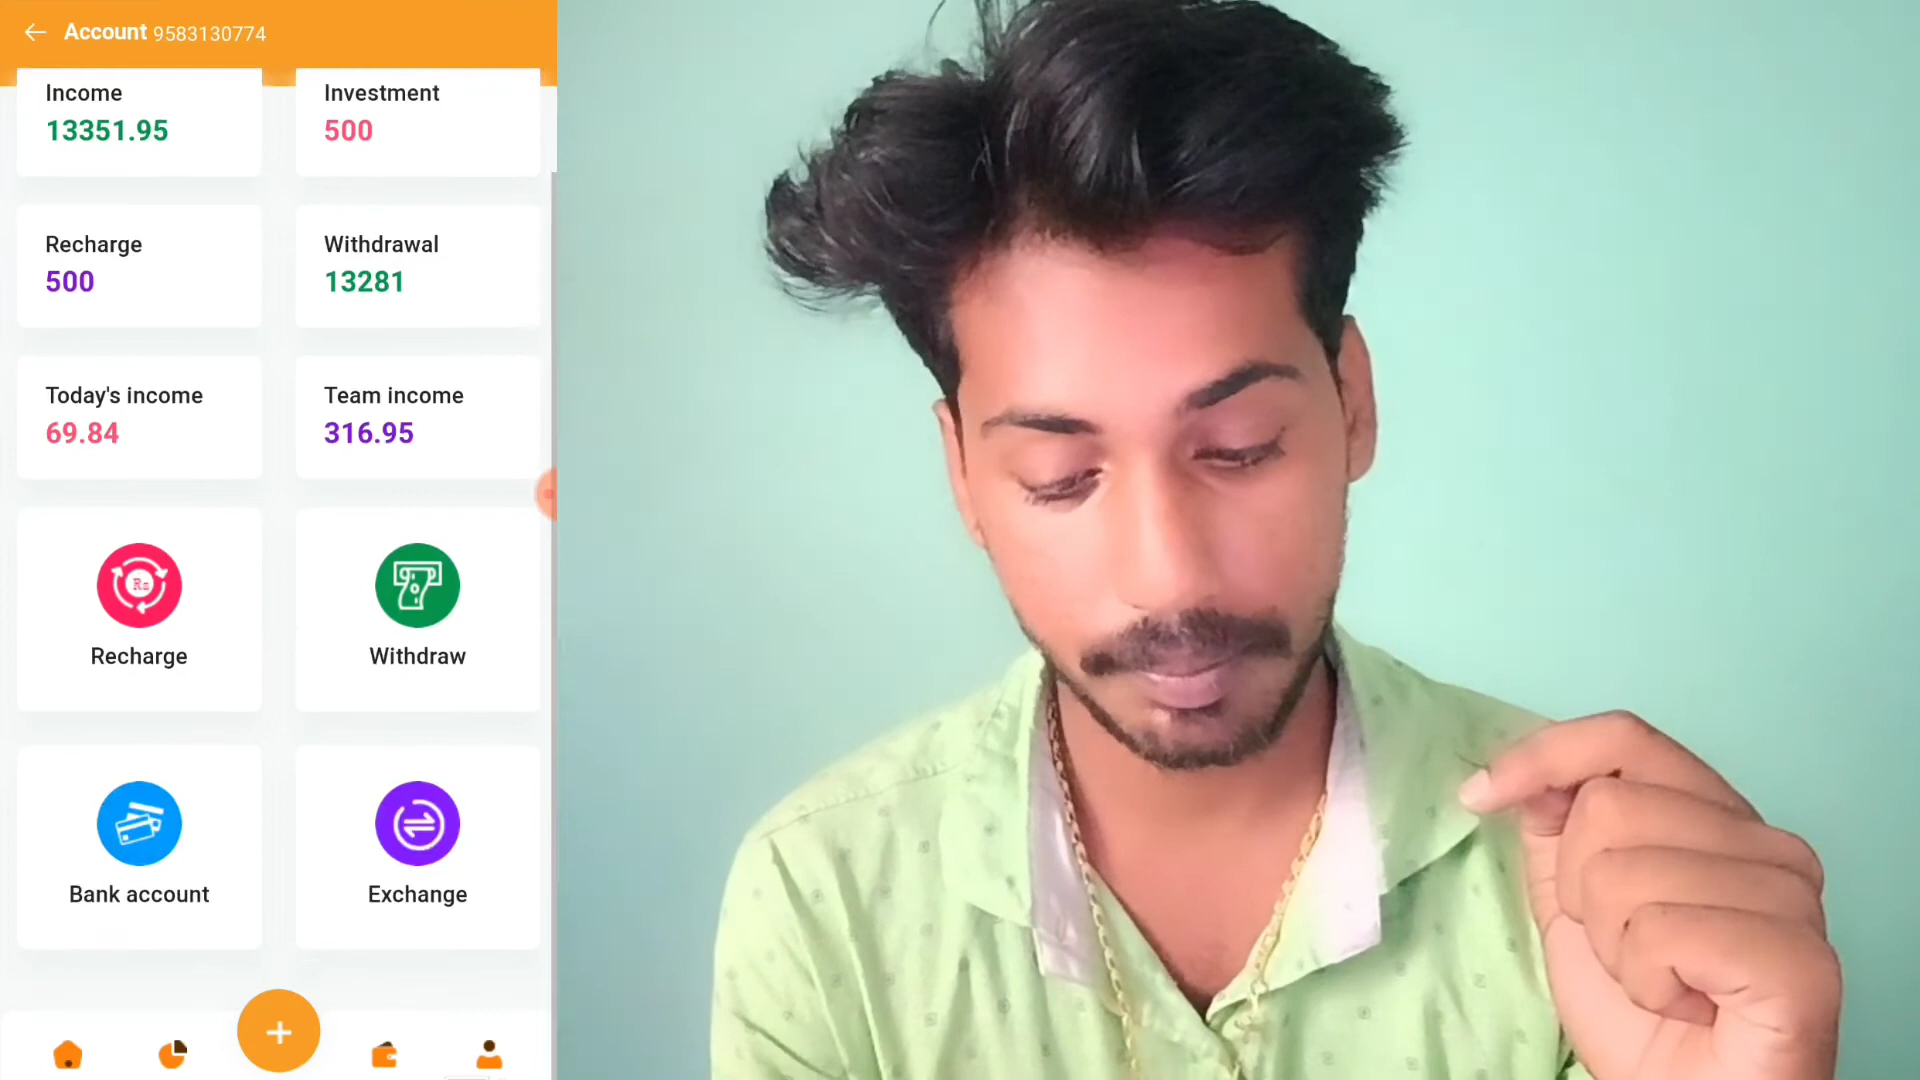 Account 9583130774
Income
13351.95
Investment
500
Recharge
500
Withdrawal
13281
Today's income
69.84
Team income
316.95
Rs
Recharge
Withdraw
Bank account
Exchange